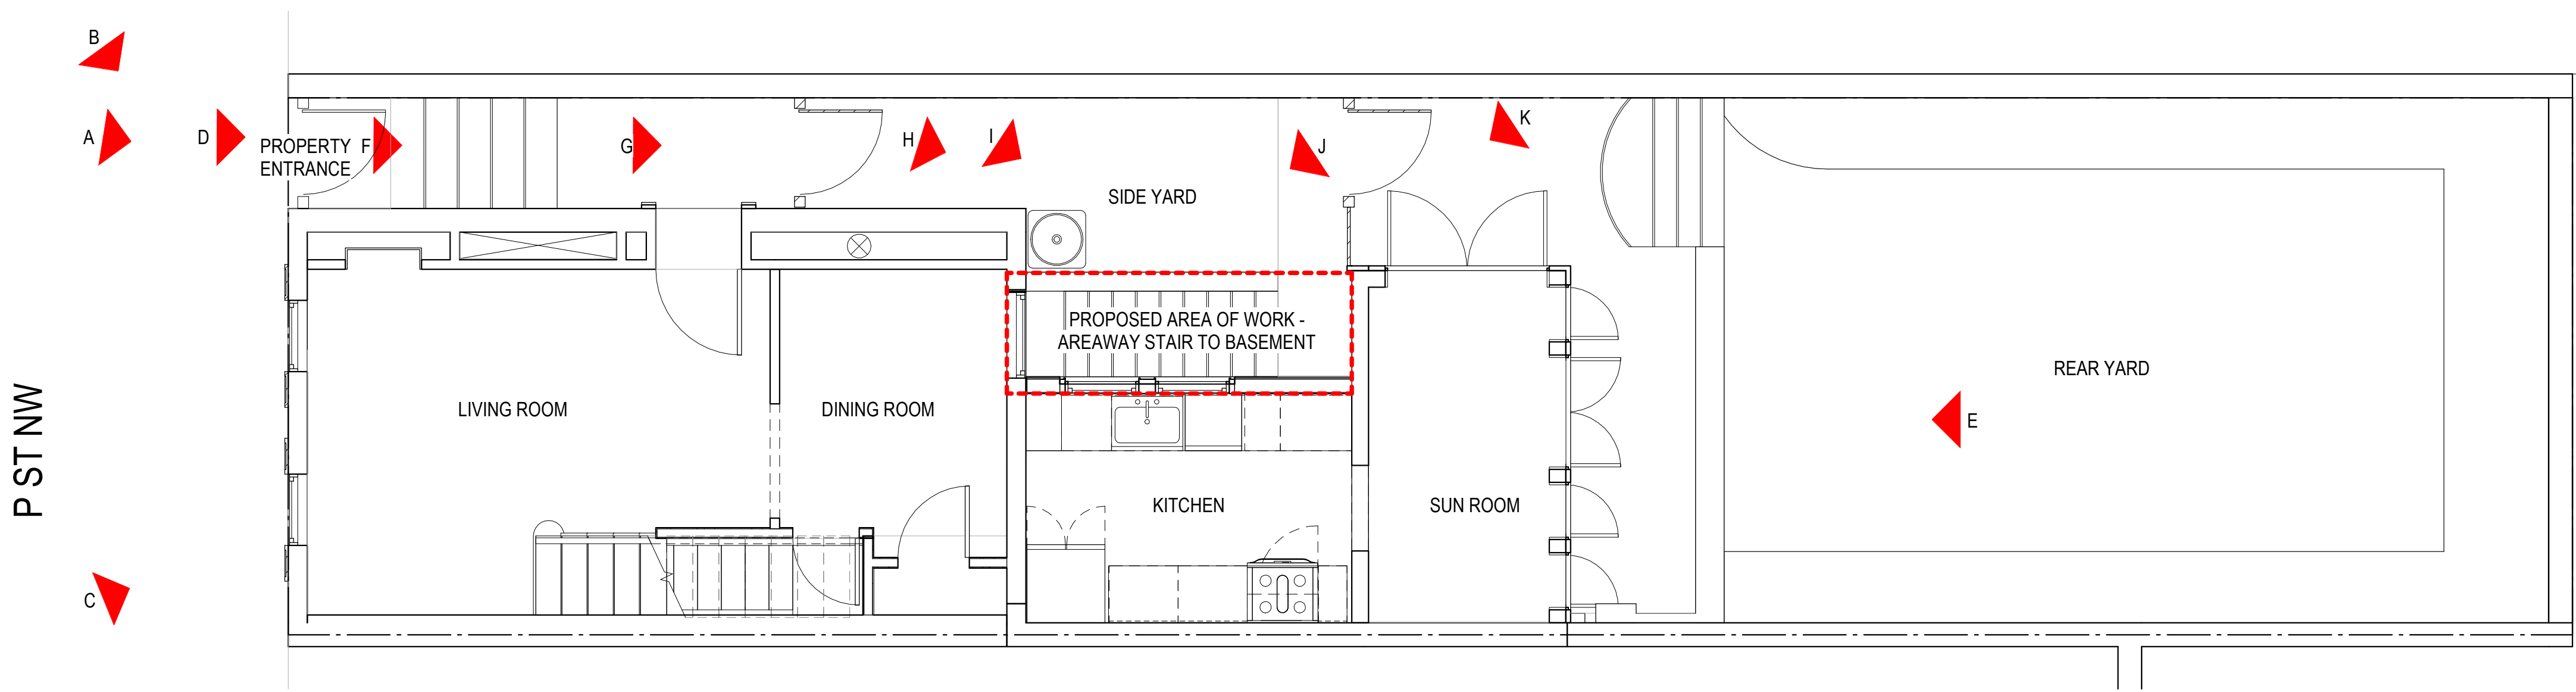 B
A
D
PROPERTY
ENTRANCE
F
G
H
I
J
K
SIDE YARD
PROPOSED AREA OF WORK -
AREAWAY STAIR TO BASEMENT
P ST NW
LIVING ROOM
DINING ROOM
KITCHEN
SUN ROOM
REAR YARD
E
C